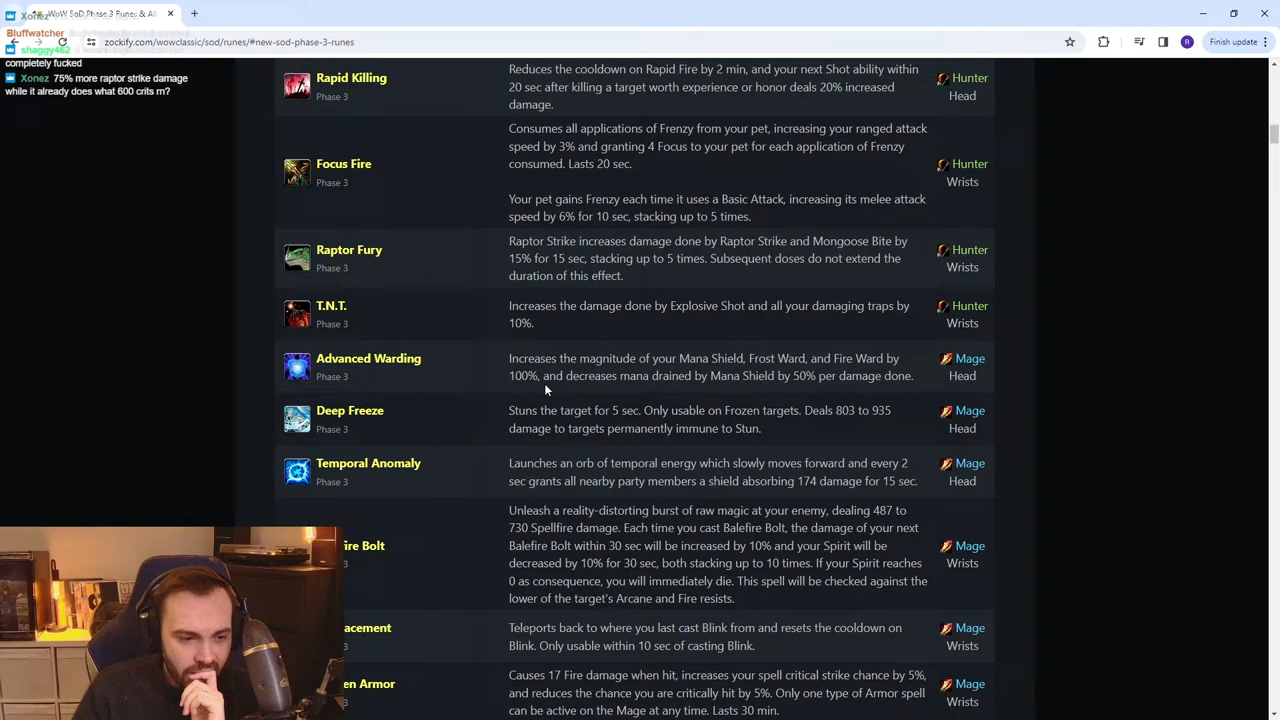 WoW SoD Phase 3 Runes & Al
Xonez
Bluffwatcher
shaggy462
completely fucked
Xonez 75% more raptor strike damage
while it already does what 600 crits rn?
zockify.com/wowclassic/sod/runes/#new-sod-phase-3-runes
R
Finish update
Rapid Killing
Phase 3
Reduces the cooldown on Rapid Fire by 2 min, and your next Shot ability within
20 sec after killing a target worth experience or honor deals 20% increased
damage.
Hunter
Head
Focus Fire
Phase 3
Consumes all applications of Frenzy from your pet, increasing your ranged attack
speed by 3% and granting 4 Focus to your pet for each application of Frenzy
consumed. Lasts 20 sec.
Your pet gains Frenzy each time it uses a Basic Attack, increasing its melee attack
speed by 6% for 10 sec, stacking up to 5 times.
Hunter
Wrists
Raptor Fury
Phase 3
Raptor Strike increases damage done by Raptor Strike and Mongoose Bite by
15% for 15 sec, stacking up to 5 times. Subsequent doses do not extend the
duration of this effect.
Hunter
Wrists
T.N.T.
Phase 3
Increases the damage done by Explosive Shot and all your damaging traps by
10%.
Hunter
Wrists
Advanced Warding
Phase 3
Increases the magnitude of your Mana Shield, Frost Ward, and Fire Ward by
100%, and decreases mana drained by Mana Shield by 50% per damage done.
Mage
Head
Deep Freeze
Phase 3
Stuns the target for 5 sec. Only usable on Frozen targets. Deals 803 to 935
damage to targets permanently immune to Stun.
Mage
Head
Temporal Anomaly
Phase 3
Launches an orb of temporal energy which slowly moves forward and every 2
sec grants all nearby party members a shield absorbing 174 damage for 15 sec.
Mage
Head
fire Bolt
Unleash a reality-distorting burst of raw magic at your enemy, dealing 487 to
730 Spellfire damage. Each time you cast Balefire Bolt, the damage of your next
Balefire Bolt within 30 sec will be increased by 10% and your Spirit will be
decreased by 10% for 30 sec, both stacking up to 10 times. If your Spirit reaches
0 as consequence, you will immediately die. This spell will be checked against the
lower of the target's Arcane and Fire resists.
Mage
Wrists
acement
Teleports back to where you last cast Blink from and resets the cooldown on
Blink. Only usable within 10 sec of casting Blink.
Mage
Wrists
en Armor
Causes 17 Fire damage when hit, increases your spell critical strike chance by 5%,
and reduces the chance you are critically hit by 5%. Only one type of Armor spell
can be active on the Mage at any time. Lasts 30 min.
Mage
Wrists